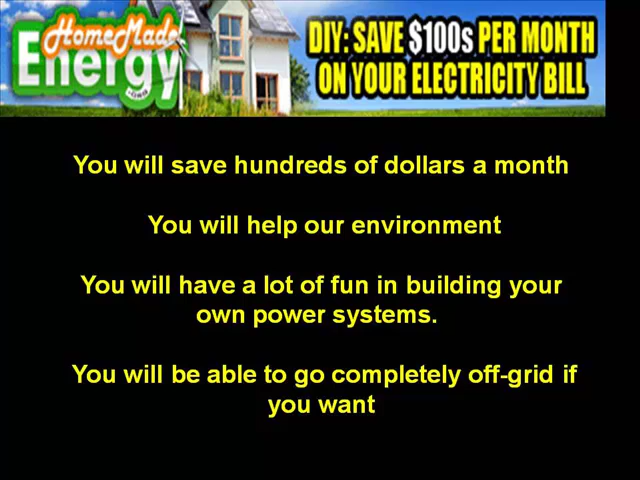 HomeMade
Energy
.com
DIY: SAVE $100s PER MONTH
ON YOUR ELECTRICITY BILL
You will save hundreds of dollars a month
You will help our environment
You will have a lot of fun in building your
own power systems.
You will be able to go completely off-grid if
you want